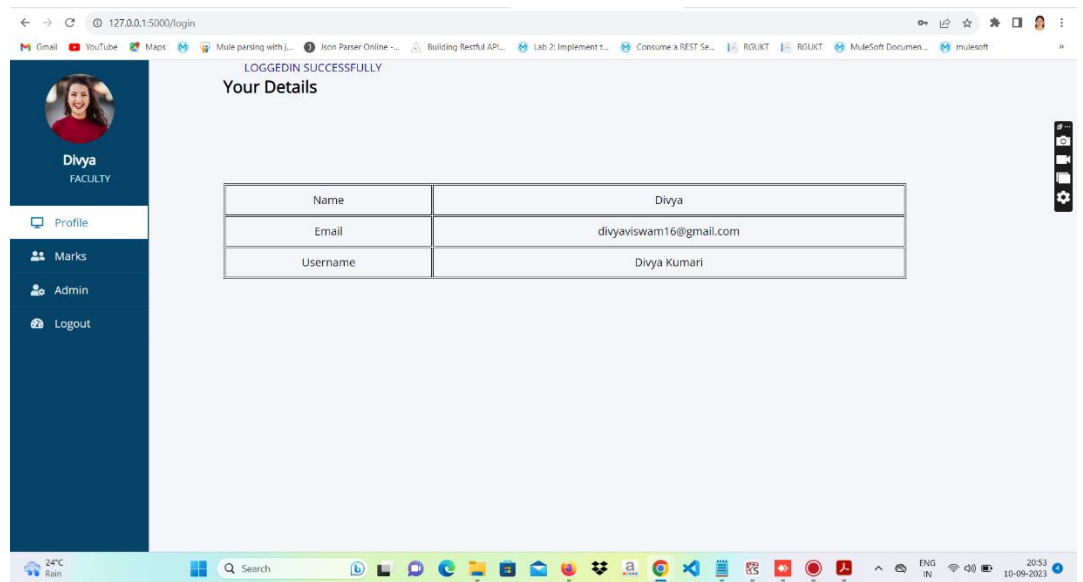 127.0.0.1:5000/login
Gmail YouTube Maps Mule parsing with j... Json Parser Online -... Building Restful API... Lab 2: Implement t... Consume a REST Se... RGUKT RGUKT MuleSoft Documen... mulesoft »
LOGGEDIN SUCCESSFULLY
Your Details
Divya
FACULTY
Profile
Marks
Admin
Logout
Name Divya
Email divyaviswam16@gmail.com
Username Divya Kumari
24°C
Rain
Search
ENG
IN
20:53
10-09-2023